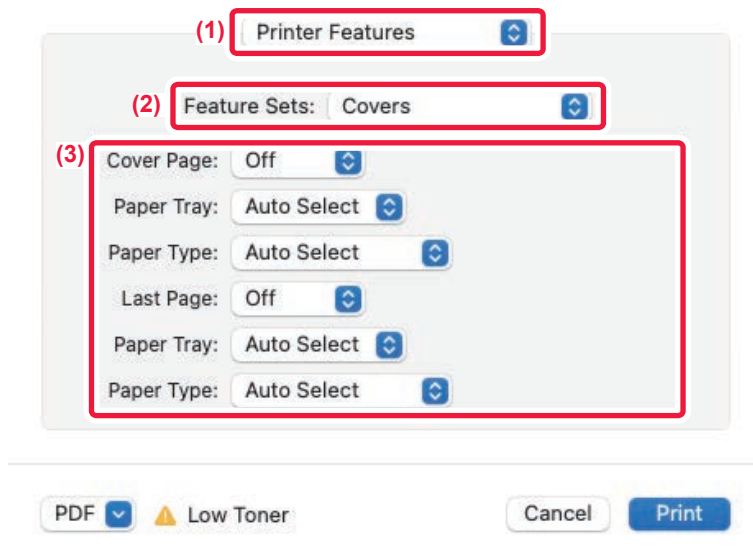 (1) Printer Features
(2) Feature Sets: Covers
(3) Cover Page: Off
Paper Tray: Auto Select
Paper Type: Auto Select
Last Page: Off
Paper Tray: Auto Select
Paper Type: Auto Select
PDF Low Toner Cancel Print